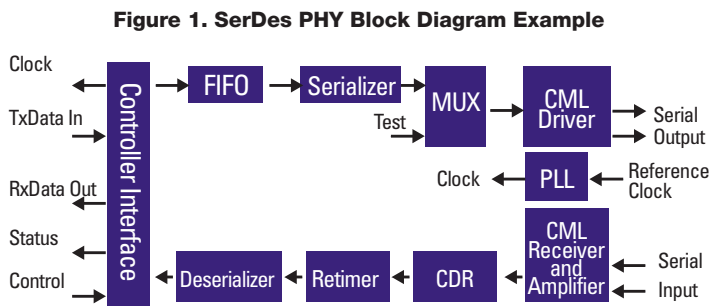 Figure 1. SerDes PHY Block Diagram Example
Clock
TxData In
RxData Out
Status
Control
Controller Interface
FIFO
Serializer
Test
MUX
CML
Driver
Serial
Output
Clock
PLL
Reference
Clock
Deserializer
Retimer
CDR
CML
Receiver
and
Amplifier
Serial
Input